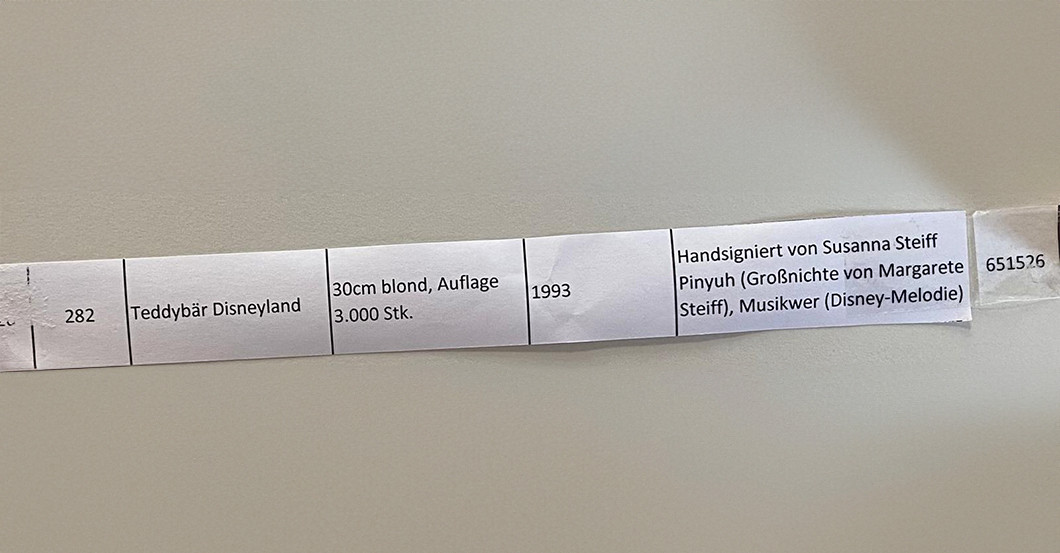 282
Teddybär Disneyland
30cm blond, Auflage
3.000 Stk.
1993
Handsigniert von Susanna Steiff
Pinyuh (Großnichte von Margarete
Steiff), Musikwer (Disney-Melodie)
651526